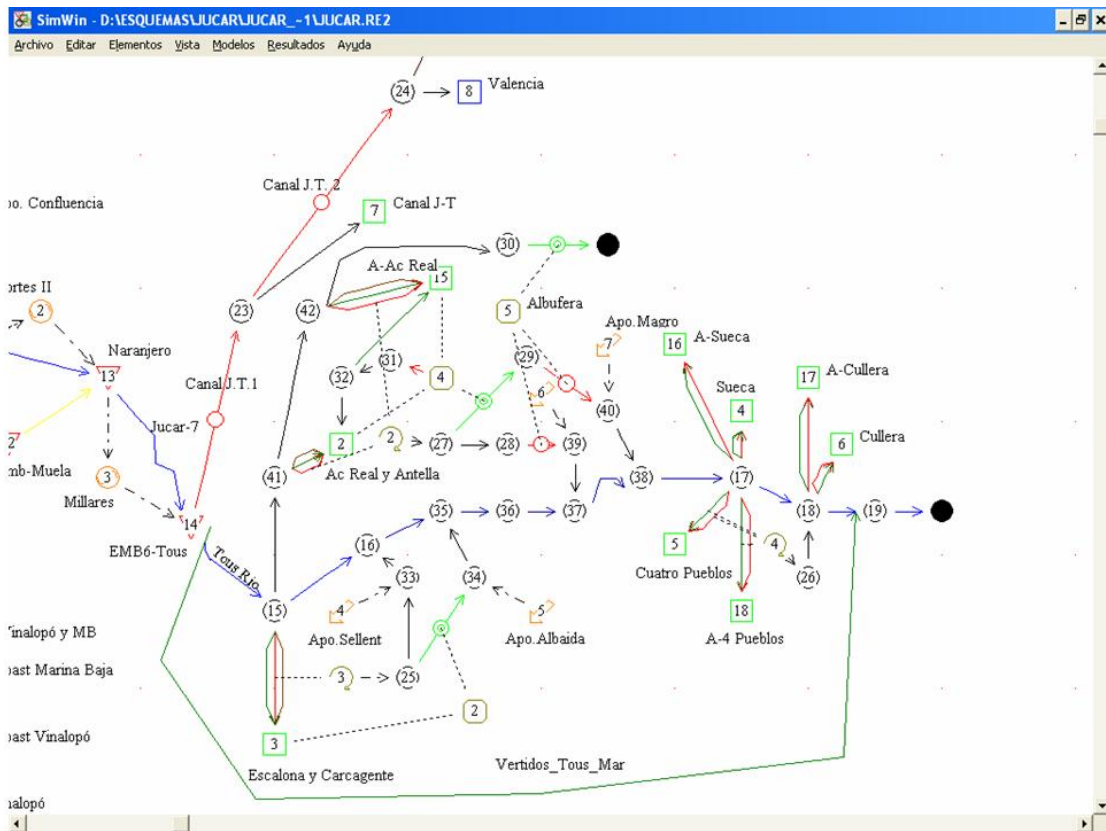 SimWin - D:\ESQUEMAS\JUCAR\JUCAR_~1\JUCAR.RE2
Archivo Editar Elementos Vista Modelos Resultados Ayuda
(24) 8 Valencia
Canal J.T. 2
po. Confluencia
7 Canal J-T
(30)
A-Ac Real
15
ortes II
2
(23) (42)
5 Albufera
Apo.Magro
7
16 A-Sueca
Naranjero
13
(31) (29)
(32) 4
17 A-Cullera
Canal J.T.1
6
(40)
Sueca
4
Jucar-7
2
2 2 (27) (28) (39)
6 Cullera
mb-Muela
3
(41) Ac Real y Antella
(38) (17)
Millares
14
(35) (36) (37)
(18) (19)
EMB6-Tous
(16)
5 4
Tous Rio
(33) (34)
Cuatro Pueblos (26)
(15) 4 5
18
Apo.Sellent Apo.Albaida
A-4 Pueblos
Vinalopó y MB
past Marina Baja
3 (25)
2
past Vinalopó
3
Vertidos_Tous_Mar
Escalona y Carcagente
nalopó